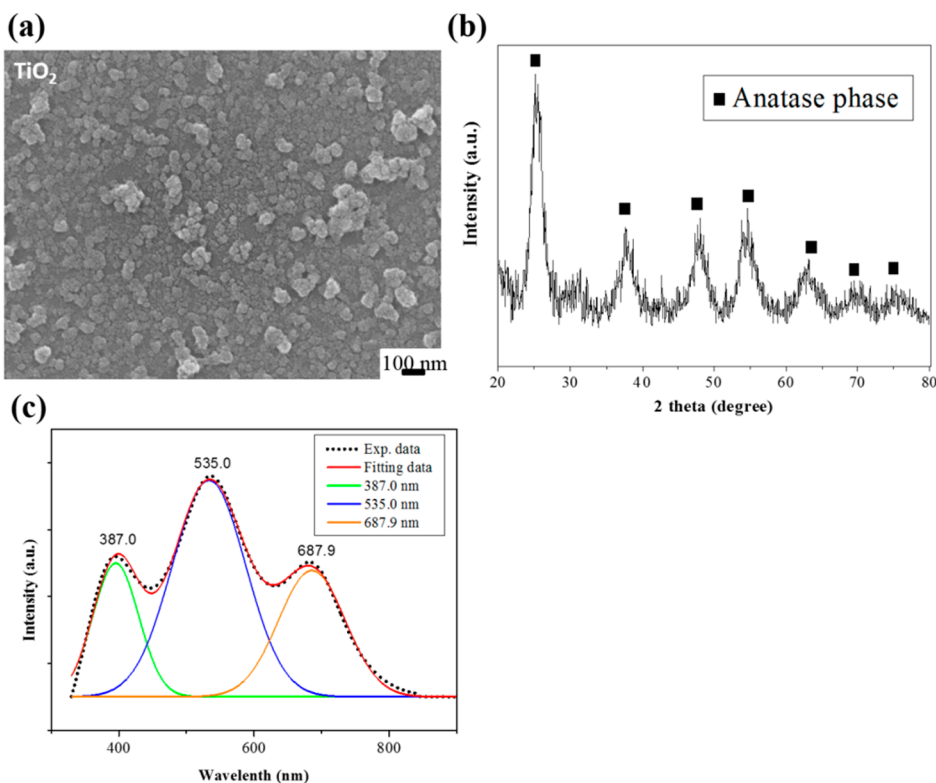 (a)
TiO2
100 nm
(b)
■ Anatase phase
Intensity (a.u.)
20 30 40 50 60 70 80
2 theta (degree)
(c)
387.0
535.0
687.9
Exp. data
Fitting data
387.0 nm
535.0 nm
687.9 nm
Intensity (a.u.)
400 600 800
Wavelenth (nm)